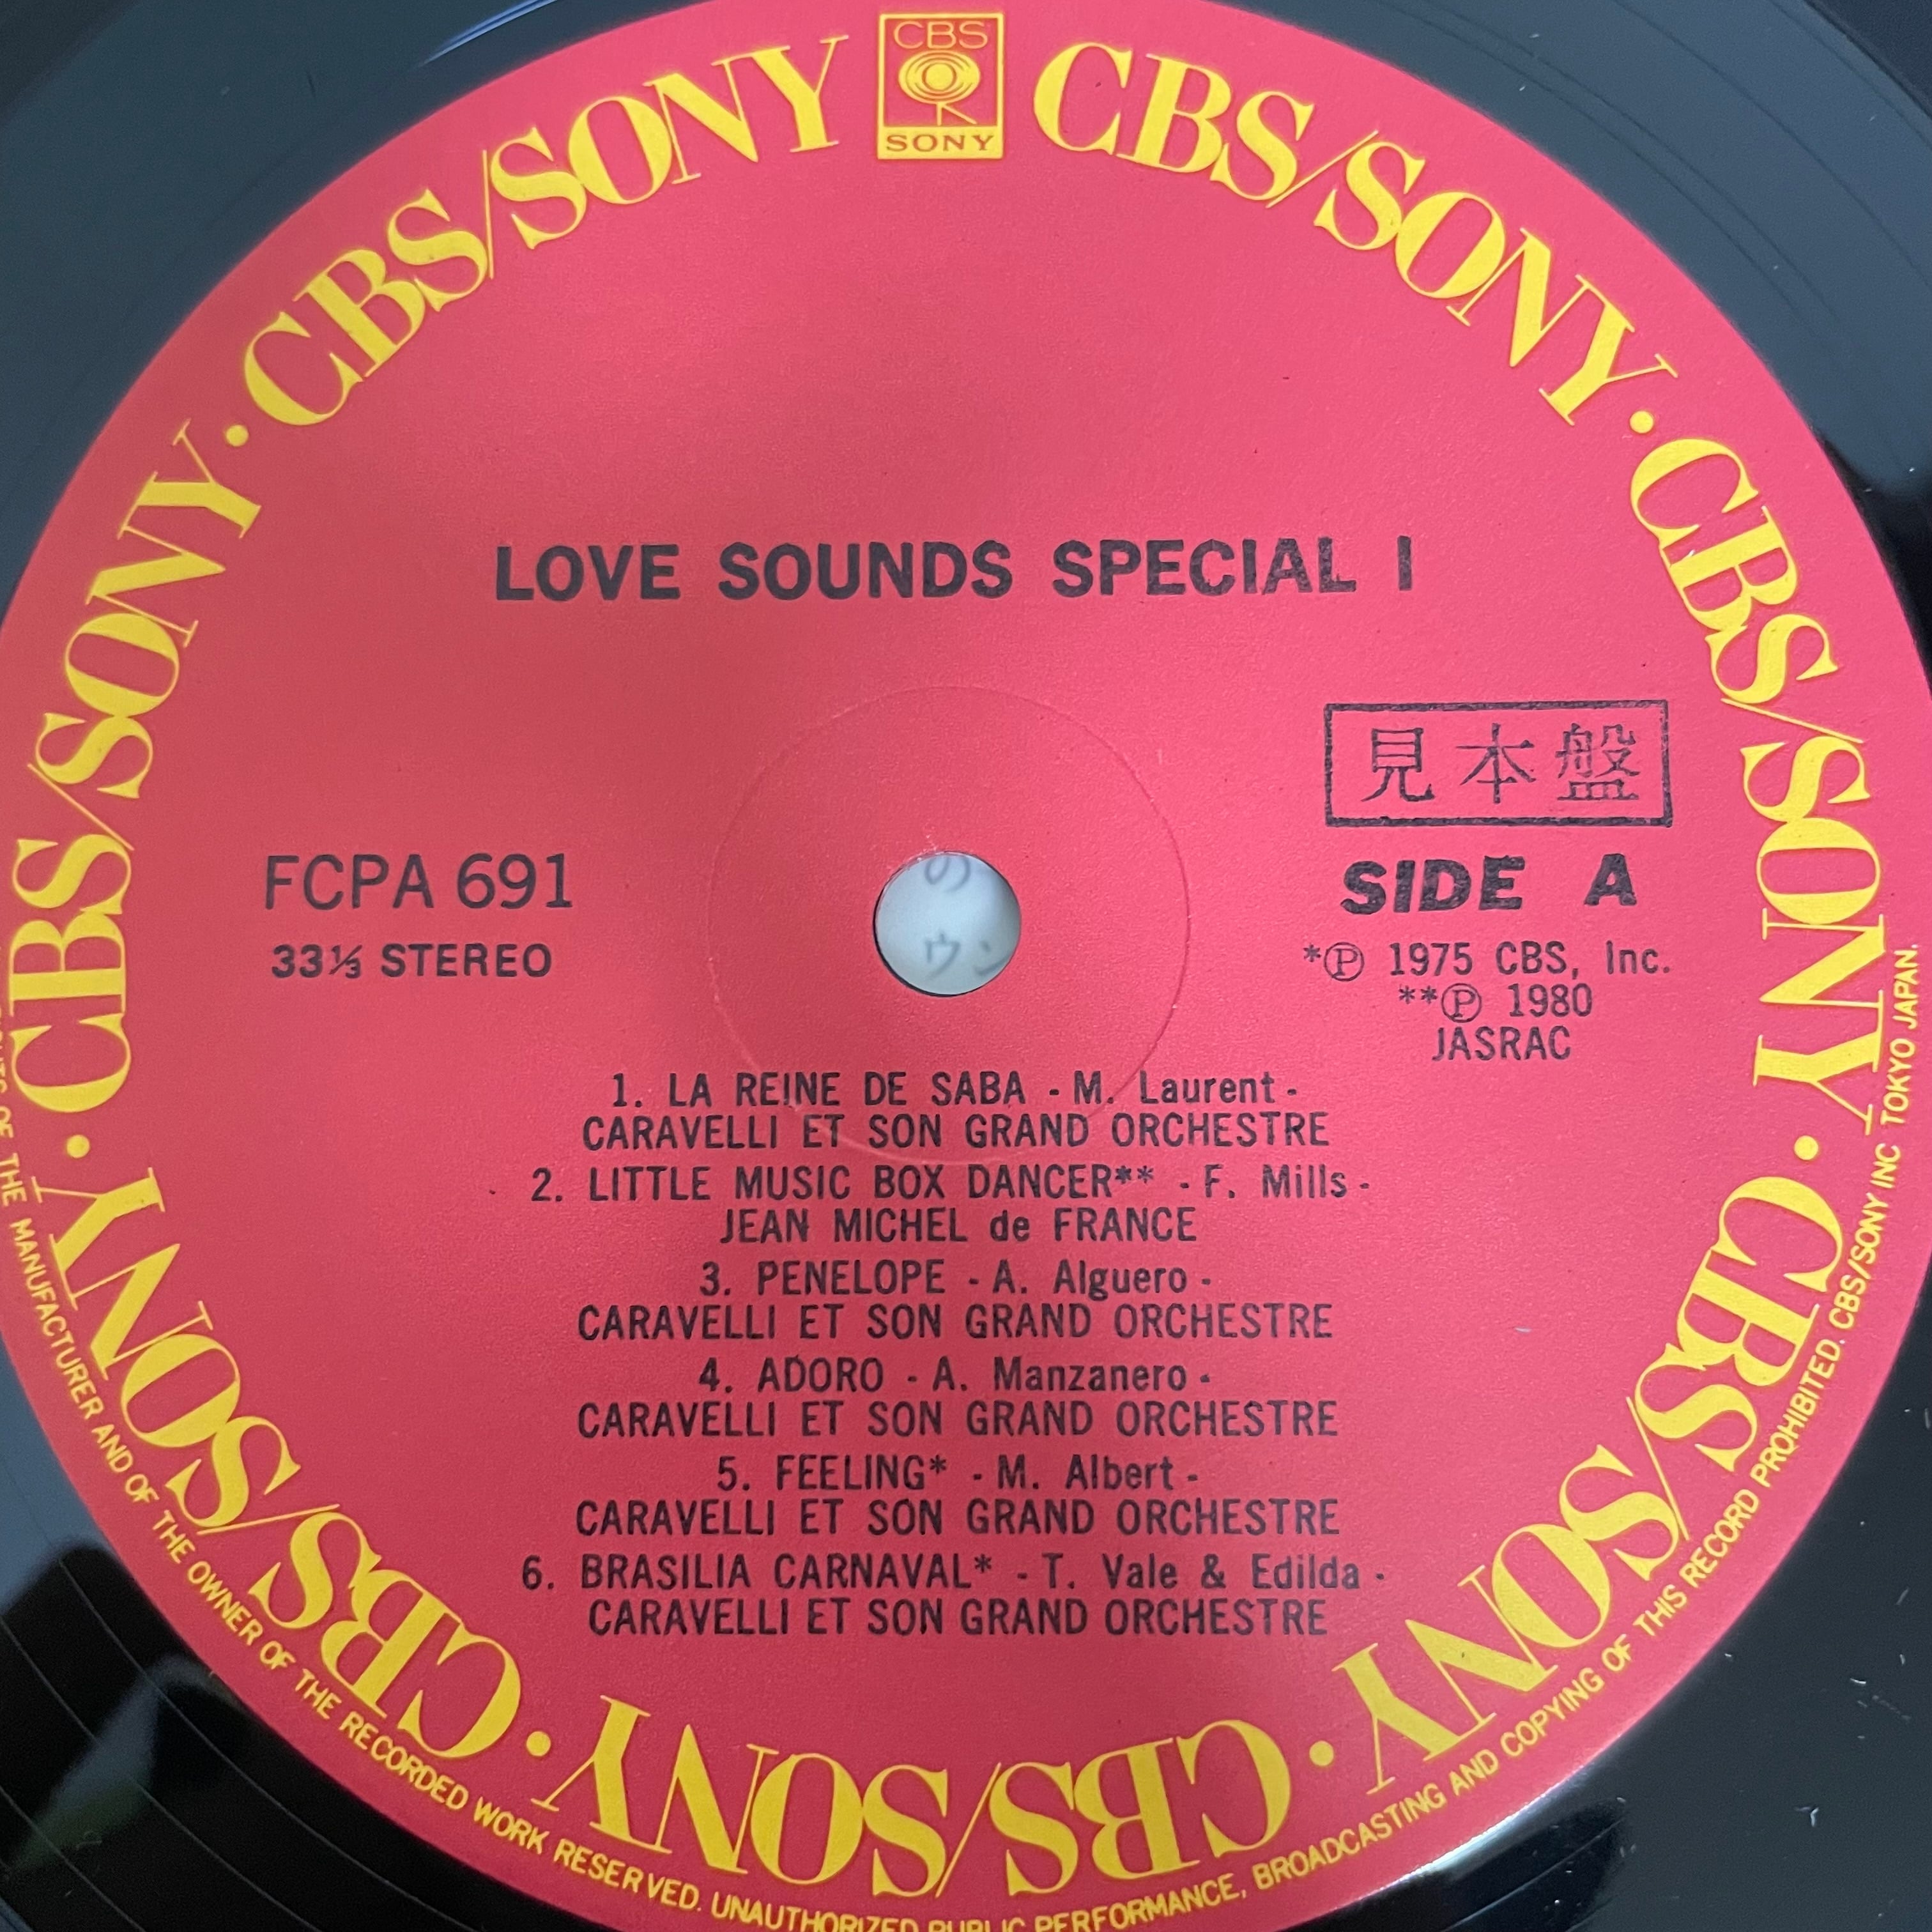 CBS
SONY
CBS/SONY · CBS/SONY · CBS/SONY · CBS/SONY · CBS/SONY · CBS/SONY · CBS/SONY · CBS/SONY
LOVE SOUNDS SPECIAL I
見本盤
FCPA 691
SIDE A
33⅓ STEREO
の
ウン
*Ⓟ 1975 CBS, Inc.
**Ⓟ 1980
JASRAC
1. LA REINE DE SABA - M. Laurent -
CARAVELLI ET SON GRAND ORCHESTRE
2. LITTLE MUSIC BOX DANCER** - F. Mills -
JEAN MICHEL de FRANCE
3. PENELOPE - A. Alguero -
CARAVELLI ET SON GRAND ORCHESTRE
4. ADORO - A. Manzanero -
CARAVELLI ET SON GRAND ORCHESTRE
5. FEELING* - M. Albert -
CARAVELLI ET SON GRAND ORCHESTRE
6. BRASILIA CARNAVAL* - T. Vale & Edilda -
CARAVELLI ET SON GRAND ORCHESTRE
OF THE MANUFACTURER AND OF THE OWNER OF THE RECORDED WORK RESERVED. UNAUTHORIZED PUBLIC PERFORMANCE, BROADCASTING AND COPYING OF THIS RECORD PROHIBITED. CBS/SONY INC TOKYO JAPAN.